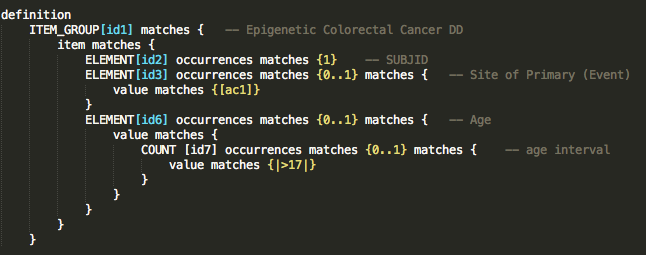 definition
    ITEM_GROUP[id1] matches {   -- Epigenetic Colorectal Cancer DD
        item matches {
            ELEMENT[id2] occurrences matches {1}    -- SUBJID
            ELEMENT[id3] occurrences matches {0..1} matches {   -- Site of Primary (Event)
                value matches {[ac1]}
            }
            ELEMENT[id6] occurrences matches {0..1} matches {   -- Age
                value matches {
                    COUNT [id7] occurrences matches {0..1} matches {    -- age interval
                        value matches {|>17|}
                    }
                }
            }
        }
    }